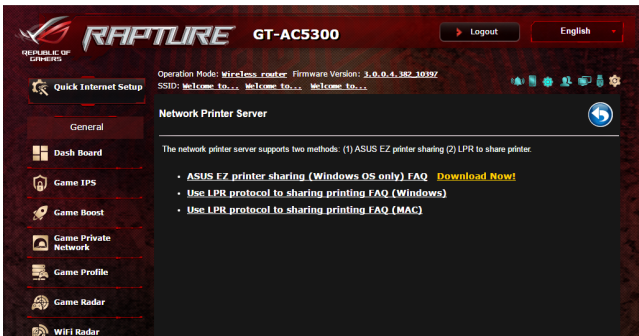 REPUBLIC OF
GAMERS
RAPTURE GT-AC5300 Logout English
Quick Internet Setup
Operation Mode: Wireless router Firmware Version: 3.0.0.4.382_10397
SSID: Welcome to... Welcome to... Welcome to...
General
Network Printer Server
The network printer server supports two methods: (1) ASUS EZ printer sharing (2) LPR to share printer.
Dash Board
ASUS EZ printer sharing (Windows OS only) FAQ Download Now!
Game IPS
Use LPR protocol to sharing printing FAQ (Windows)
Game Boost
Use LPR protocol to sharing printing FAQ (MAC)
Game Private
Network
Game Profile
Game Radar
WiFi Radar